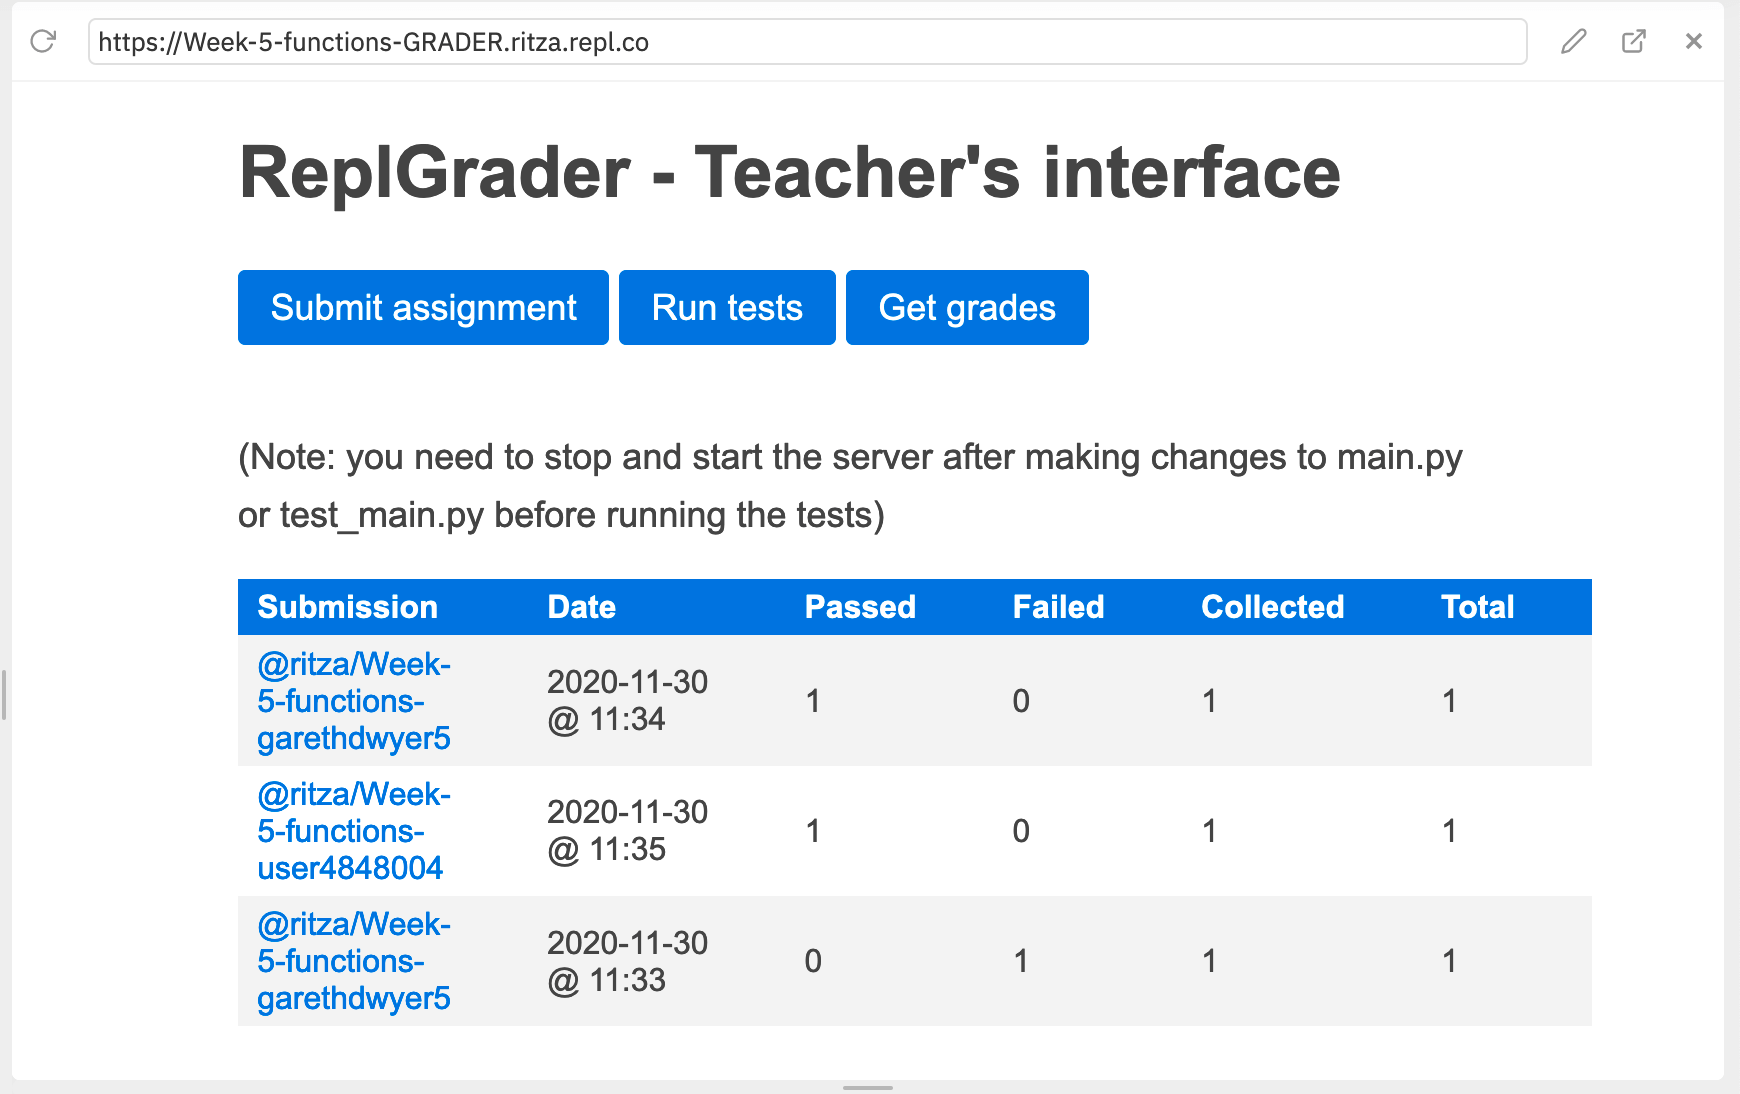 https://Week-5-functions-GRADER.ritza.repl.co
ReplGrader - Teacher's interface
Submit assignment Run tests Get grades
(Note: you need to stop and start the server after making changes to main.py
or test_main.py before running the tests)
Submission Date Passed Failed Collected Total
@ritza/Week-
5-functions-
garethdwyer5
2020-11-30
@ 11:34
1 0 1 1
@ritza/Week-
5-functions-
user4848004
2020-11-30
@ 11:35
1 0 1 1
@ritza/Week-
5-functions-
garethdwyer5
2020-11-30
@ 11:33
0 1 1 1